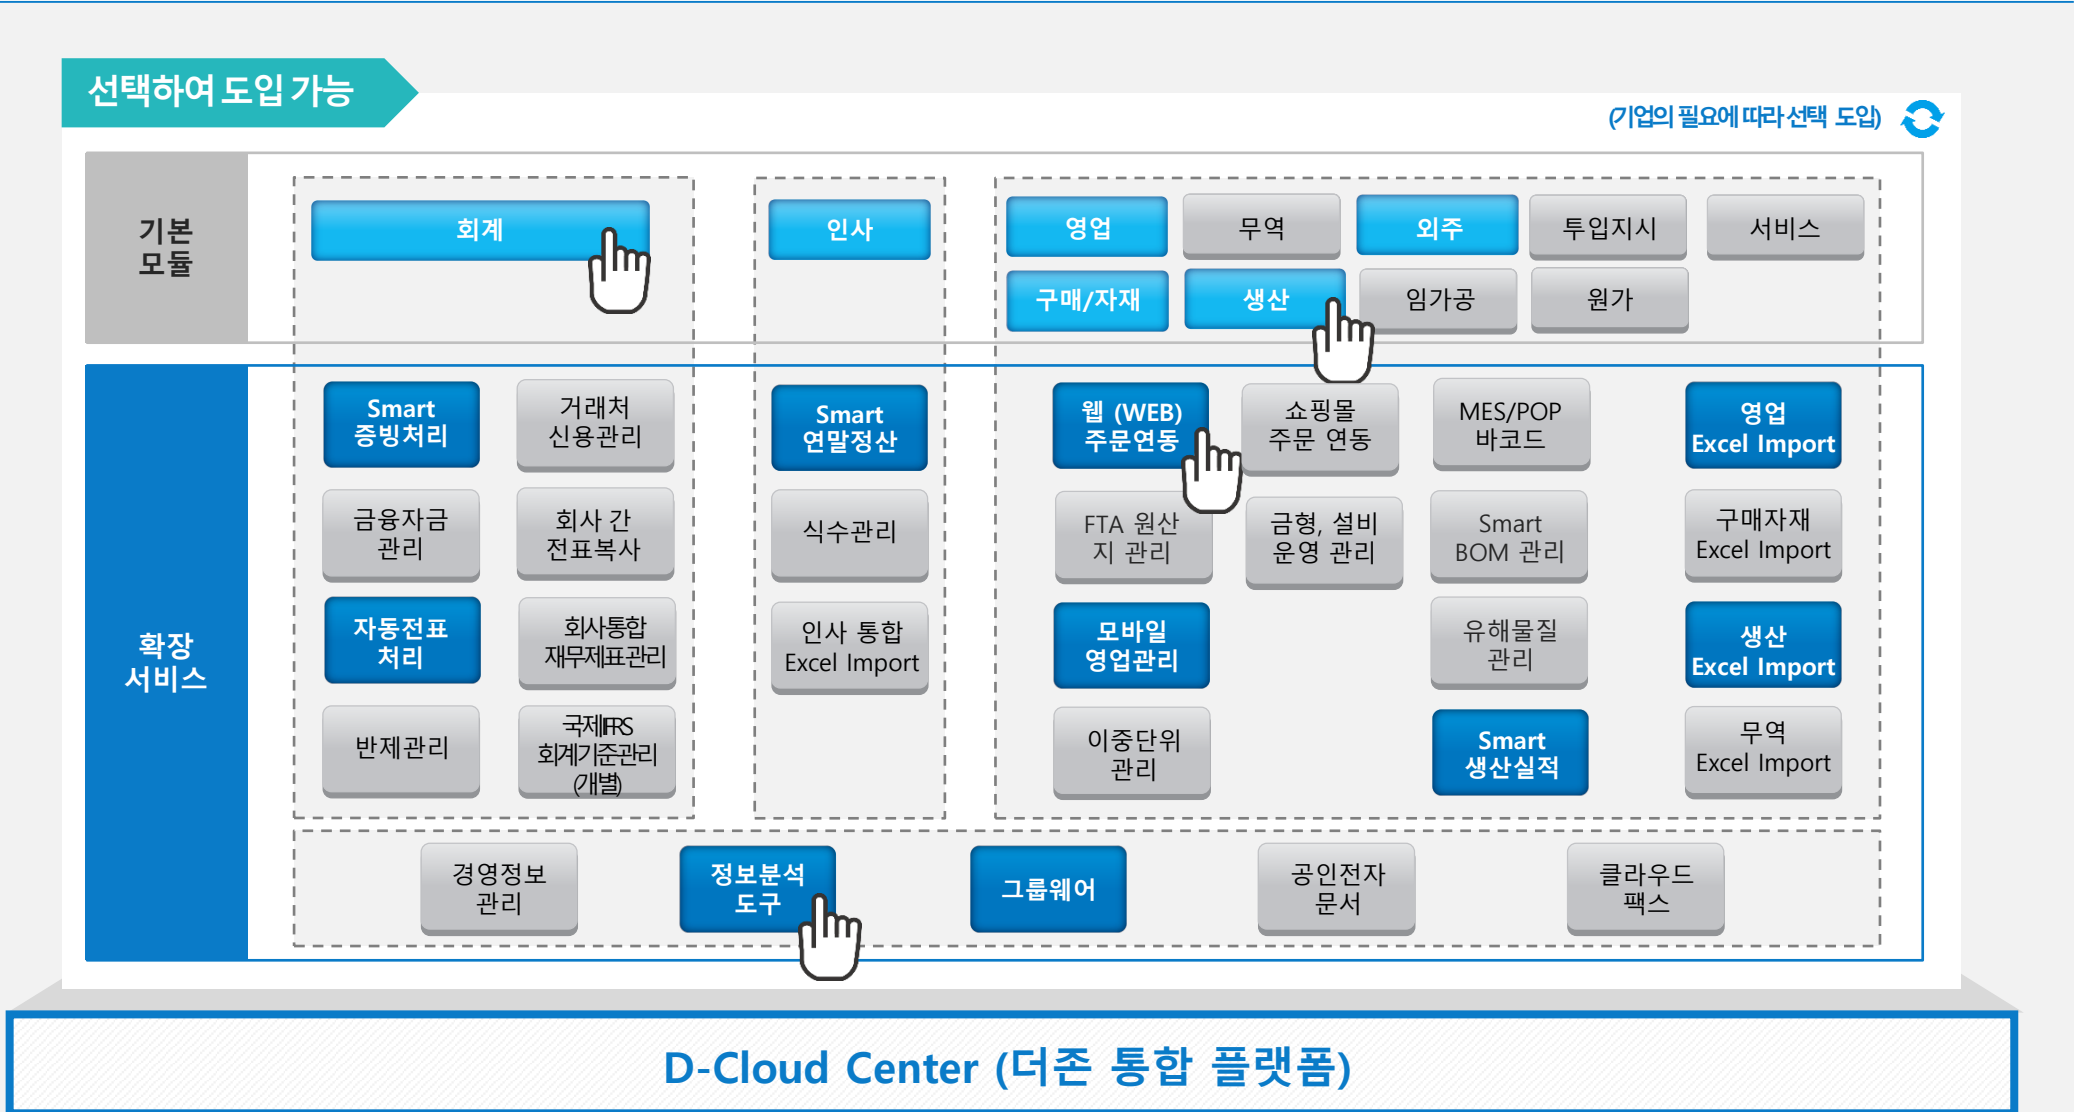 선택하여 도입 가능
(기업의 필요에 따라 선택 도입)
기본
모듈
회계
인사
영업
무역
외주
투입지시
서비스
구매/자재
생산
임가공
원가
확장
서비스
Smart
증빙처리
거래처
신용관리
금융자금
관리
회사 간
전표복사
자동전표
처리
회사통합
재무제표관리
반제관리
국제IFRS
회계기준관리
(개별)
Smart
연말정산
식수관리
인사 통합
Excel Import
웹 (WEB)
주문연동
쇼핑몰
주문 연동
MES/POP
바코드
영업
Excel Import
FTA 원산
지 관리
금형, 설비
운영 관리
Smart
BOM 관리
구매자재
Excel Import
모바일
영업관리
유해물질
관리
생산
Excel Import
이중단위
관리
Smart
생산실적
무역
Excel Import
경영정보
관리
정보분석
도구
그룹웨어
공인전자
문서
클라우드
팩스
D-Cloud Center (더존 통합 플랫폼)